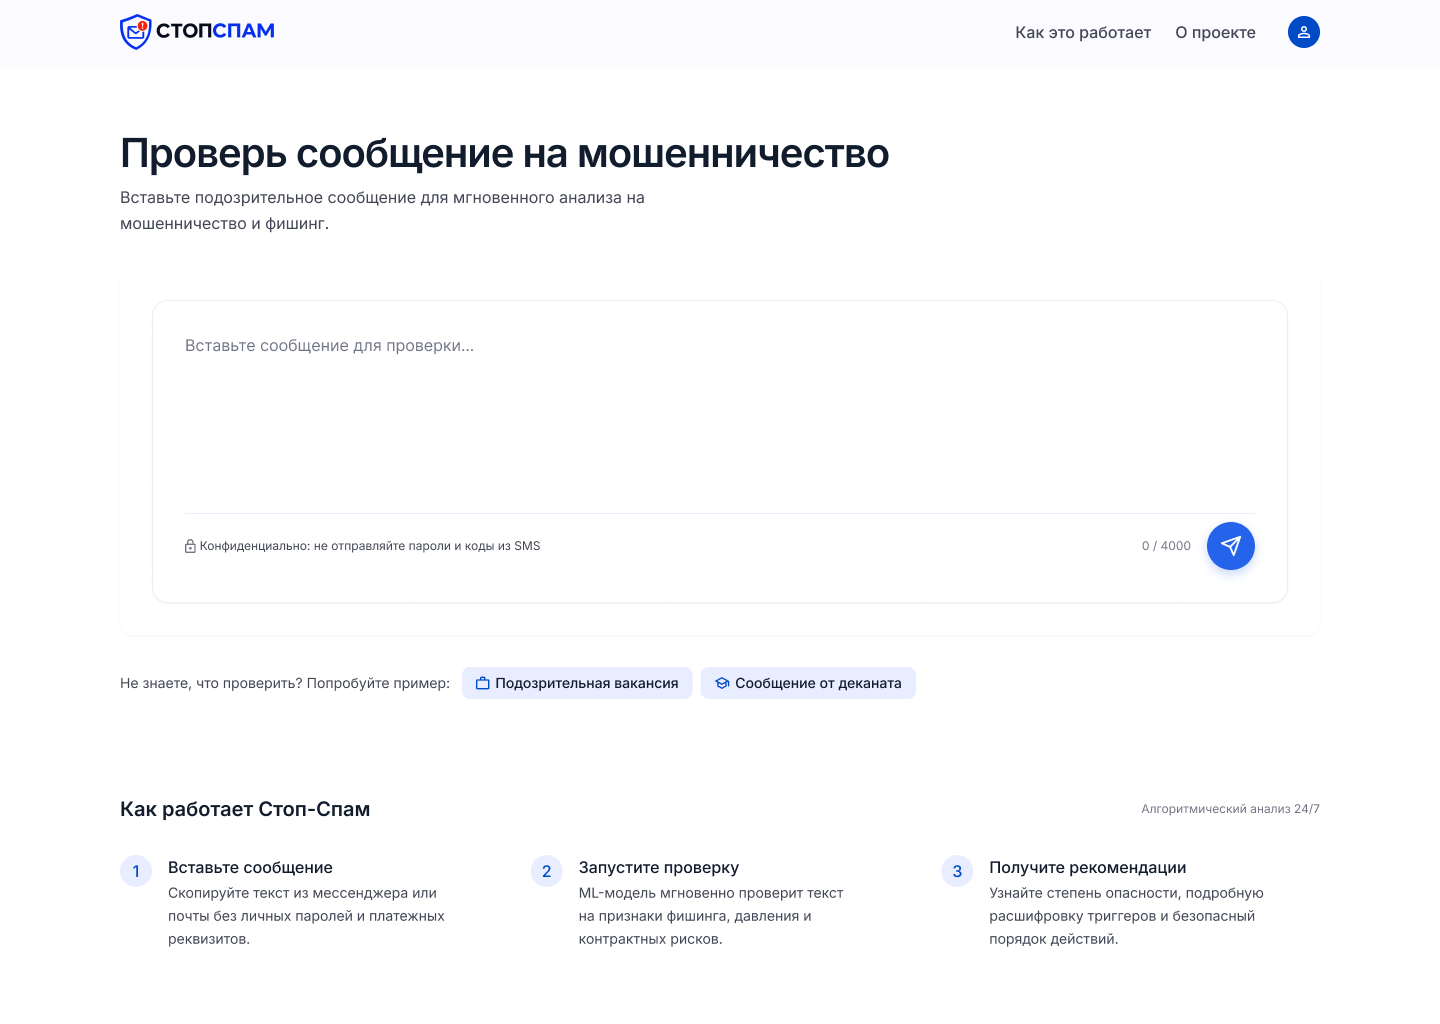 СТОПСПАМ
Как это работает
О проекте
Проверь сообщение на мошенничество
Вставьте подозрительное сообщение для мгновенного анализа на
мошенничество и фишинг.
Вставьте сообщение для проверки...
Конфиденциально: не отправляйте пароли и коды из SMS
0 / 4000
Не знаете, что проверить? Попробуйте пример:
Подозрительная вакансия
Сообщение от деканата
Как работает Стоп-Спам
Алгоритмический анализ 24/7
1
Вставьте сообщение
Скопируйте текст из мессенджера или
почты без личных паролей и платежных
реквизитов.
2
Запустите проверку
ML-модель мгновенно проверит текст
на признаки фишинга, давления и
контрактных рисков.
3
Получите рекомендации
Узнайте степень опасности, подробную
расшифровку триггеров и безопасный
порядок действий.